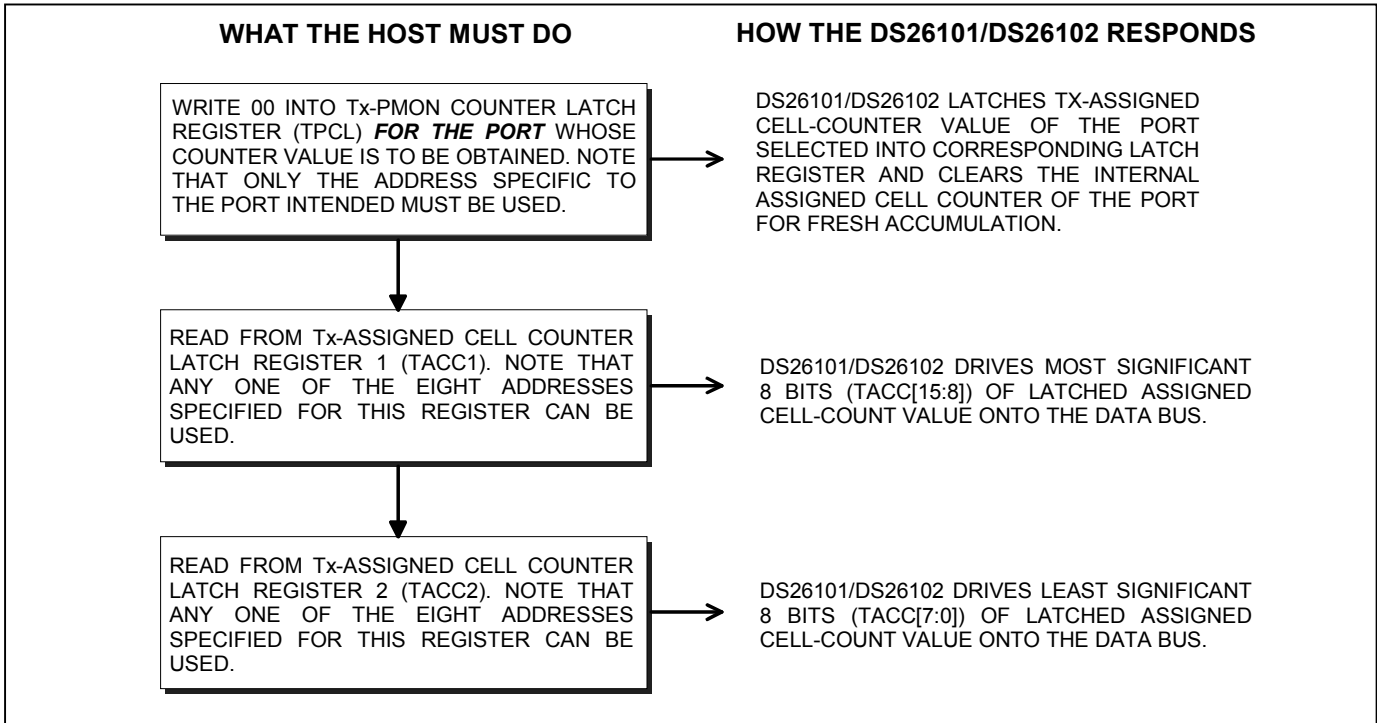 WHAT THE HOST MUST DO
HOW THE DS26101/DS26102 RESPONDS
WRITE 00 INTO Tx-PMON COUNTER LATCH
REGISTER (TPCL) FOR THE PORT WHOSE
COUNTER VALUE IS TO BE OBTAINED. NOTE
THAT ONLY THE ADDRESS SPECIFIC TO
THE PORT INTENDED MUST BE USED.
DS26101/DS26102 LATCHES TX-ASSIGNED
CELL-COUNTER VALUE OF THE PORT
SELECTED INTO CORRESPONDING LATCH
REGISTER AND CLEARS THE INTERNAL
ASSIGNED CELL COUNTER OF THE PORT
FOR FRESH ACCUMULATION.
READ FROM Tx-ASSIGNED CELL COUNTER
LATCH REGISTER 1 (TACC1). NOTE THAT
ANY ONE OF THE EIGHT ADDRESSES
SPECIFIED FOR THIS REGISTER CAN BE
USED.
DS26101/DS26102 DRIVES MOST SIGNIFICANT
8 BITS (TACC[15:8]) OF LATCHED ASSIGNED
CELL-COUNT VALUE ONTO THE DATA BUS.
READ FROM Tx-ASSIGNED CELL COUNTER
LATCH REGISTER 2 (TACC2). NOTE THAT
ANY ONE OF THE EIGHT ADDRESSES
SPECIFIED FOR THIS REGISTER CAN BE
USED.
DS26101/DS26102 DRIVES LEAST SIGNIFICANT
8 BITS (TACC[7:0]) OF LATCHED ASSIGNED
CELL-COUNT VALUE ONTO THE DATA BUS.